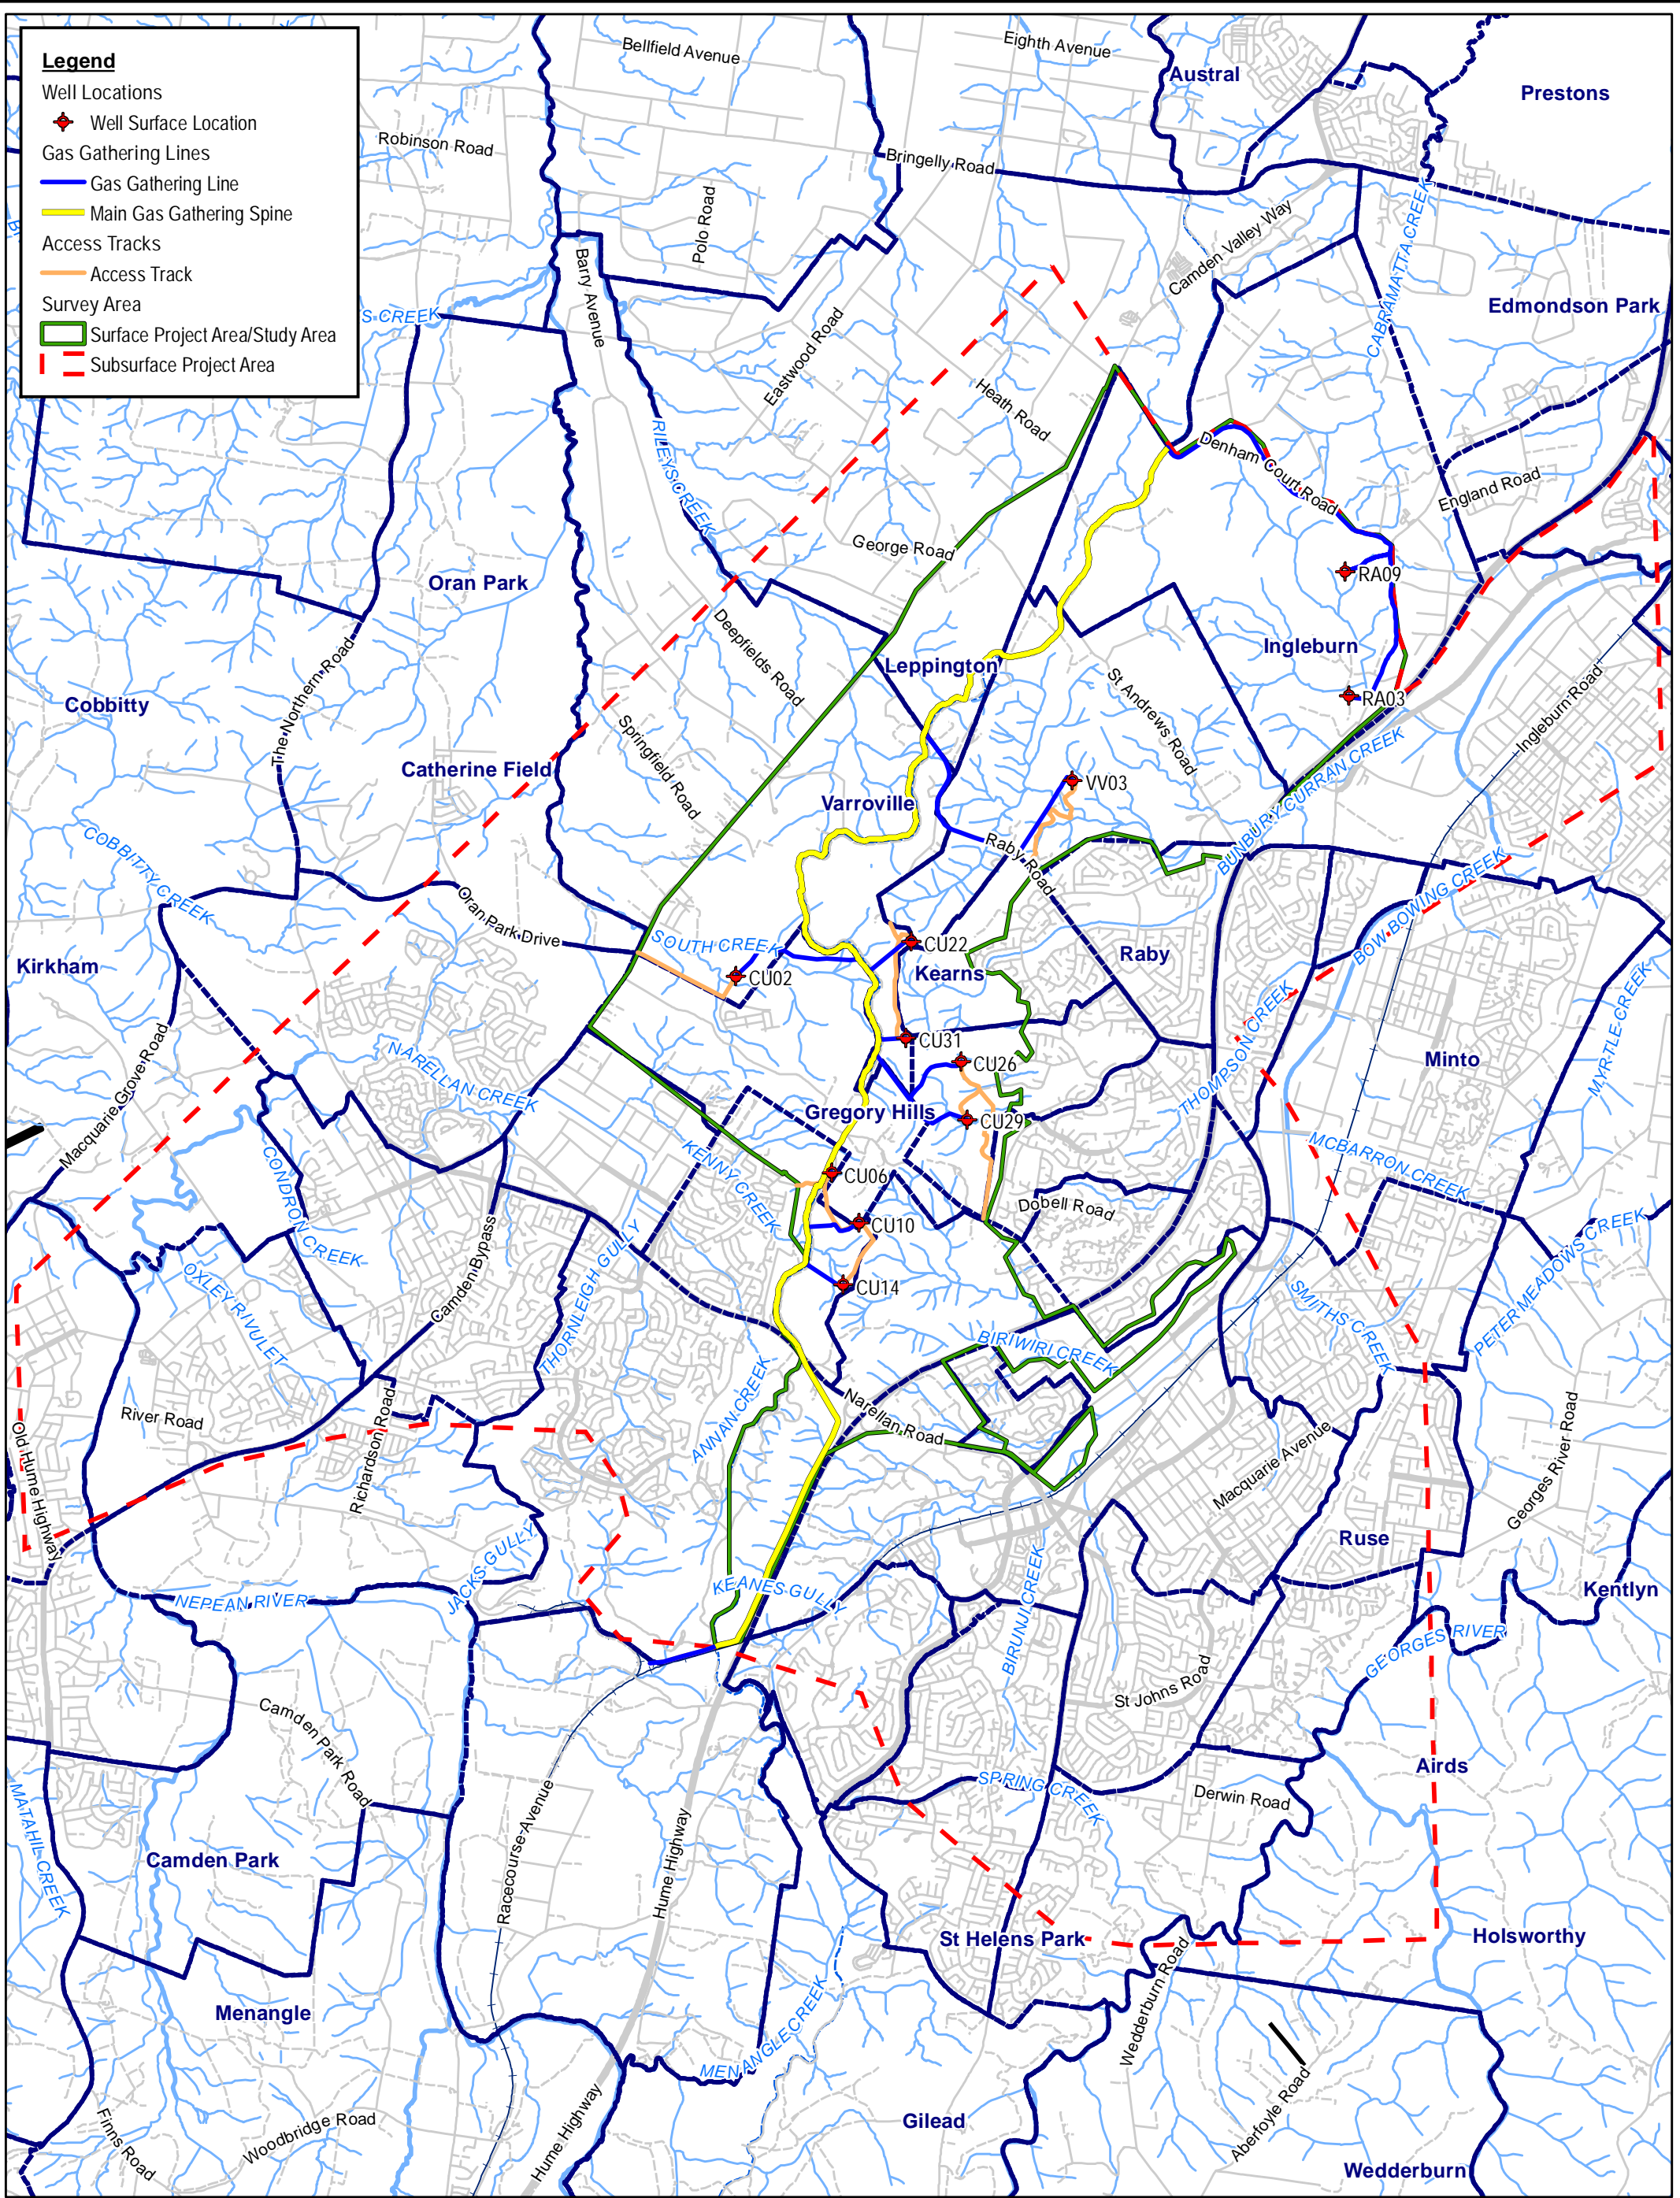 Legend
Well Locations
Well Surface Location
Gas Gathering Lines
Gas Gathering Line
Main Gas Gathering Spine
Access Tracks
Access Track
Survey Area
Surface Project Area/Study Area
Subsurface Project Area
Bellfield Avenue
Eighth Avenue
Austral
Prestons
Robinson Road
Bringelly Road
Polo Road
Camden Valley Way
CABRAMATTA CREEK
Barry Avenue
S CREEK
Edmondson Park
Eastwood Road
Heath Road
RILEYS CREEK
Denham Court Road
England Road
George Road
RA09
Oran Park
Deepfields Road
Ingleburn
Leppington
The Northern Road
Cobbitty
St Andrews Road
RA03
Ingleburn Road
Springfield Road
Catherine Field
BUNBURY CURRAN CREEK
VV03
Varroville
COBBITTY CREEK
Raby Road
Oran Park Drive
BOW BOWING CREEK
SOUTH CREEK
CU22
Kirkham
CU02
Kearns
Raby
MYRTLE CREEK
CU31
THOMPSON CREEK
Minto
CU26
NARELLAN CREEK
Macquarie Grove Road
Gregory Hills
CU29
MCBARRON CREEK
KENNY CREEK
CU06
CONDRON CREEK
Dobell Road
CU10
PETER MEADOWS CREEK
Camden Bypass
THORNLEIGH GULLY
OXLEY RIVULET
CU14
SMITHS CREEK
BIRIWIRI CREEK
ANNAN CREEK
River Road
Richardson Road
Narellan Road
Old Hume Highway
Macquarie Avenue
Georges River Road
Ruse
JACKS GULLY
KEANES GULLY
BIRUNJI CREEK
NEPEAN RIVER
Kentlyn
GEORGES RIVER
St Johns Road
Camden Park Road
Airds
SPRING CREEK
Derwin Road
MATAHIL CREEK
Racecourse Avenue
Hume Highway
Camden Park
St Helens Park
Holsworthy
Wedderburn Road
Menangle
MENANGLE CREEK
Gilead
Aberfoyle Road
Finns Road
Woodbridge Road
Hume Highway
Wedderburn